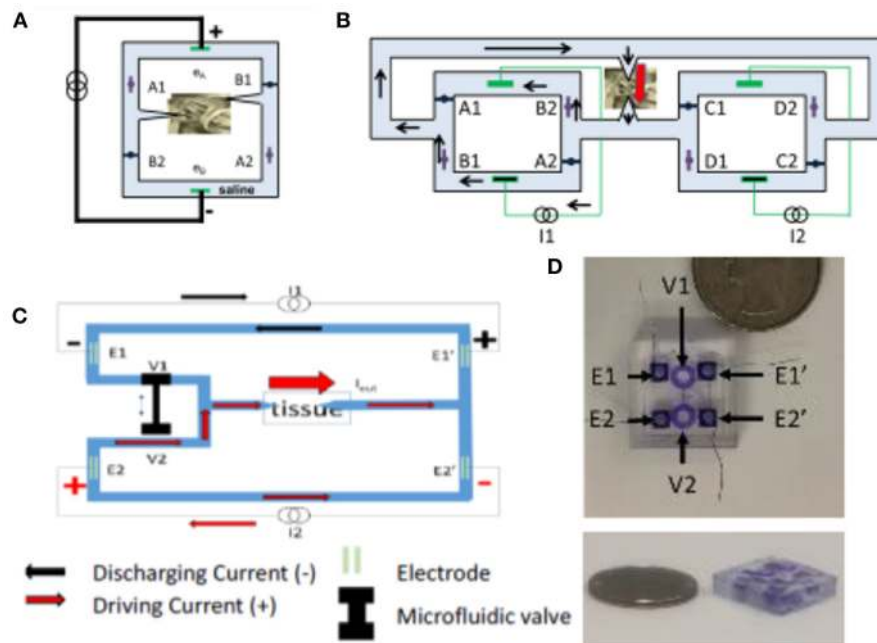 A
+
A1
eA
B1
B2
eB
A2
saline
-
B
A1
B2
B1
A2
I1
C1
D2
D1
C2
I2
C
I1
-
+
E1
V1
E1'
Iout
tissue
V2
E2
E2'
+
-
I2
Discharging Current (-)
Driving Current (+)
Electrode
Microfluidic valve
D
V1
E1
E1'
E2
E2'
V2